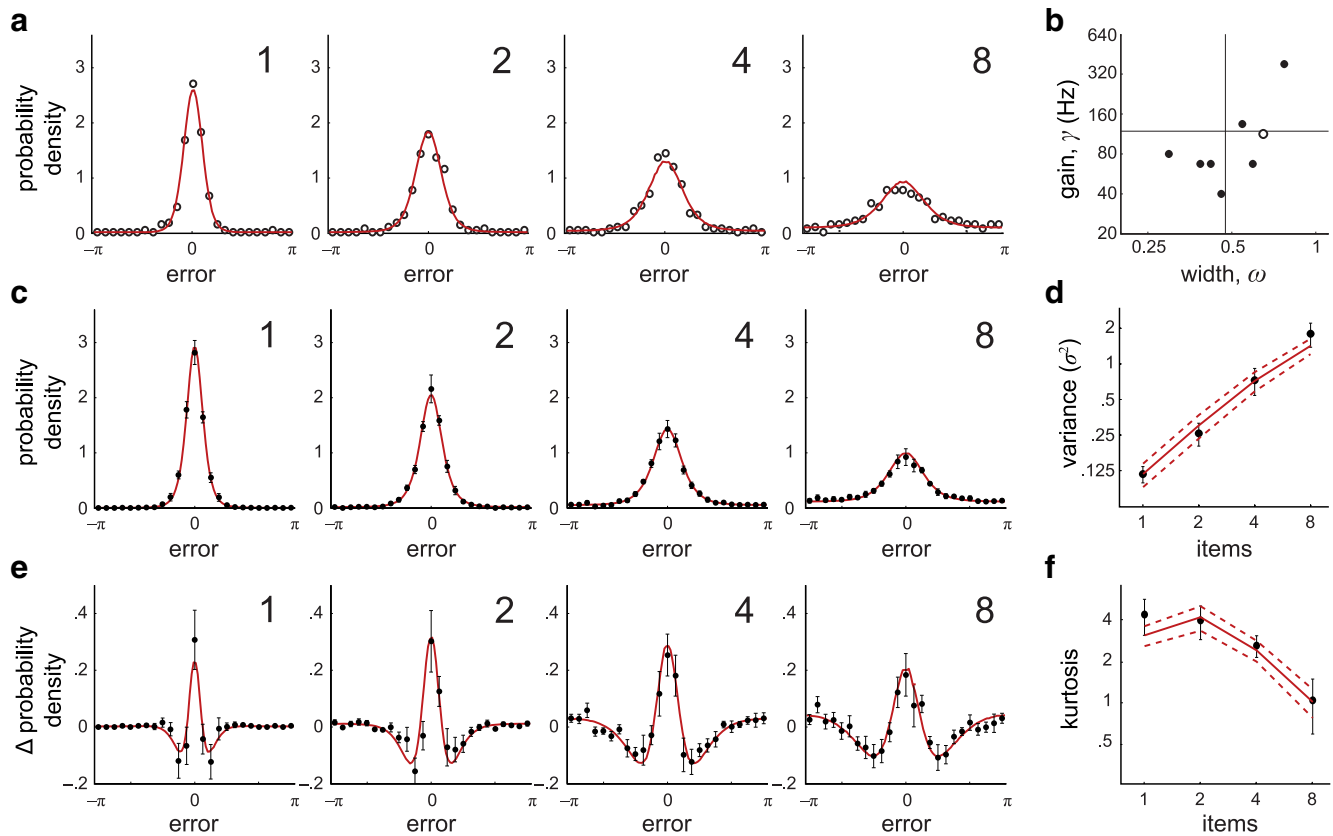 a
probability density
3
2
1
0
1
−π 0 π
error
3
2
1
0
2
−π 0 π
error
3
2
1
0
4
−π 0 π
error
3
2
1
0
8
−π 0 π
error
b
gain, γ (Hz)
640
320
160
80
40
20
0.25 0.5 1
width, ω
c
probability density
3
2
1
0
1
−π 0 π
error
3
2
1
0
2
−π 0 π
error
3
2
1
0
4
−π 0 π
error
3
2
1
0
8
−π 0 π
error
d
variance (σ²)
2
1
.5
.25
.125
1 2 4 8
items
e
Δ probability density
.4
.2
0
−.2
1
−π 0 π
error
.4
.2
0
−.2
2
−π 0 π
error
.4
.2
0
−.2
4
−π 0 π
error
.4
.2
0
−.2
8
−π 0 π
error
f
kurtosis
4
2
1
.5
1 2 4 8
items